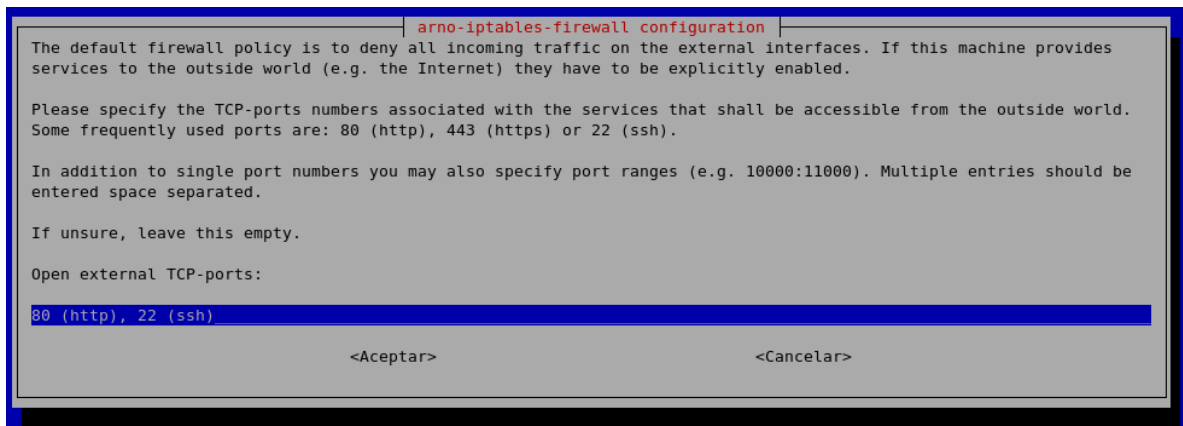 arno-iptables-firewall configuration
The default firewall policy is to deny all incoming traffic on the external interfaces. If this machine provides
services to the outside world (e.g. the Internet) they have to be explicitly enabled.
Please specify the TCP-ports numbers associated with the services that shall be accessible from the outside world.
Some frequently used ports are: 80 (http), 443 (https) or 22 (ssh).
In addition to single port numbers you may also specify port ranges (e.g. 10000:11000). Multiple entries should be
entered space separated.
If unsure, leave this empty.
Open external TCP-ports:
80 (http), 22 (ssh)
<Aceptar> <Cancelar>